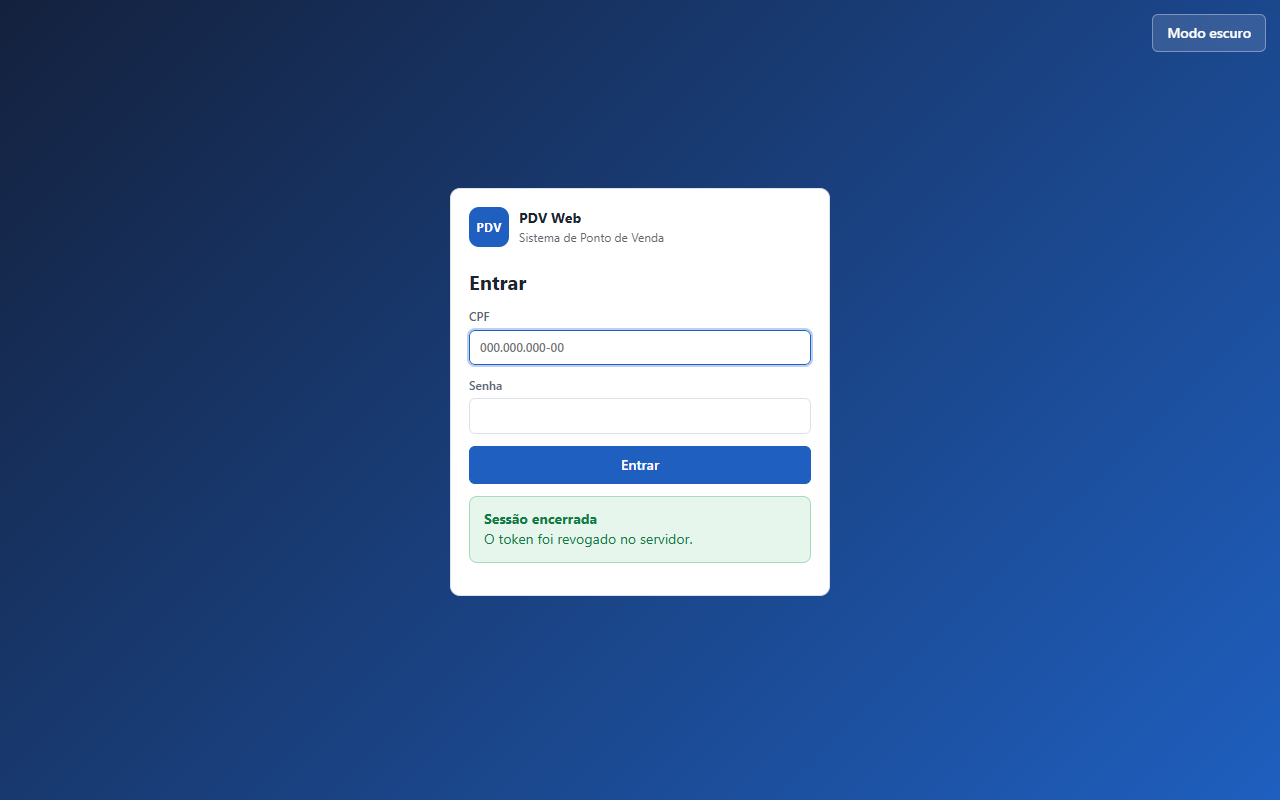 Modo escuro
PDV
PDV Web
Sistema de Ponto de Venda
Entrar
CPF
000.000.000-00
Senha
Entrar
Sessão encerrada
O token foi revogado no servidor.